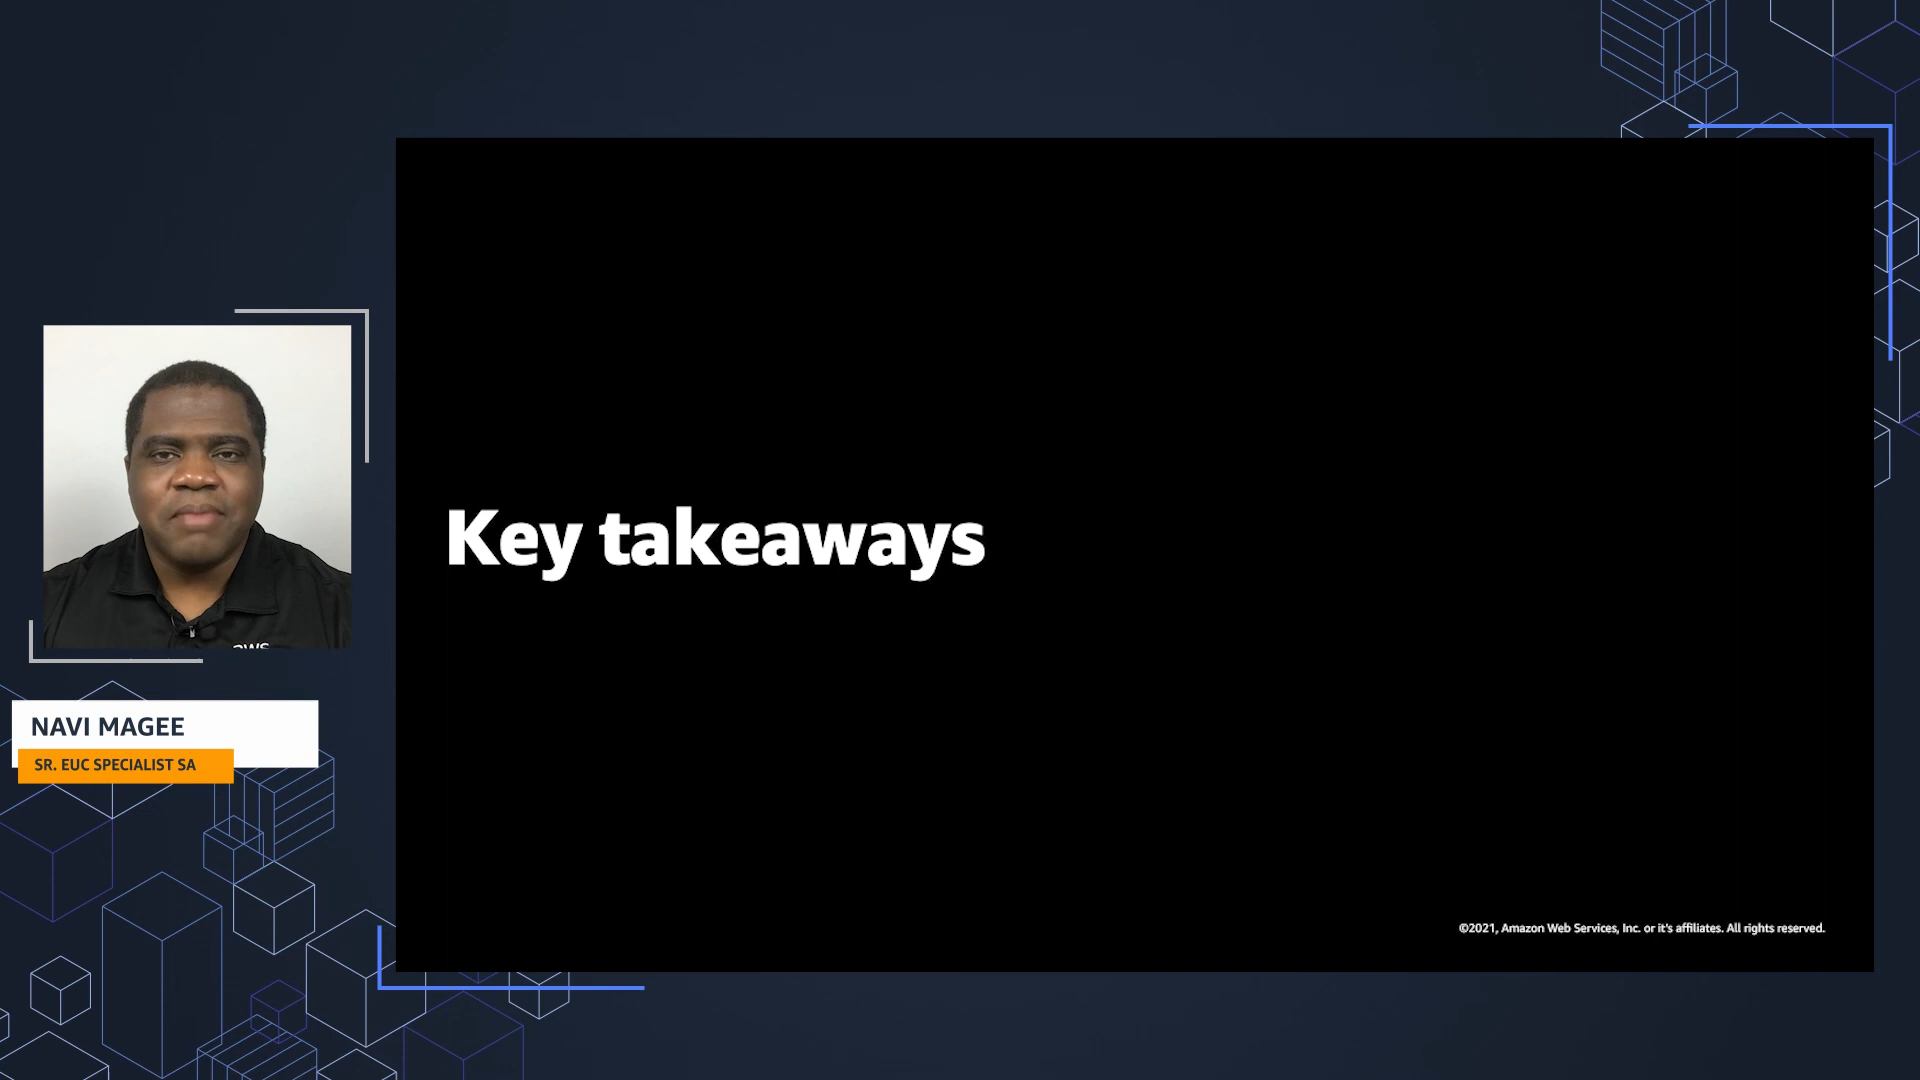 Key takeaways
aws
NAVI MAGEE
SR. EUC SPECIALIST SA
©2021, Amazon Web Services, Inc. or it's affiliates. All rights reserved.